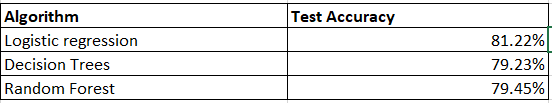 Algorithm Test Accuracy
Logistic regression 81.22%
Decision Trees 79.23%
Random Forest 79.45%